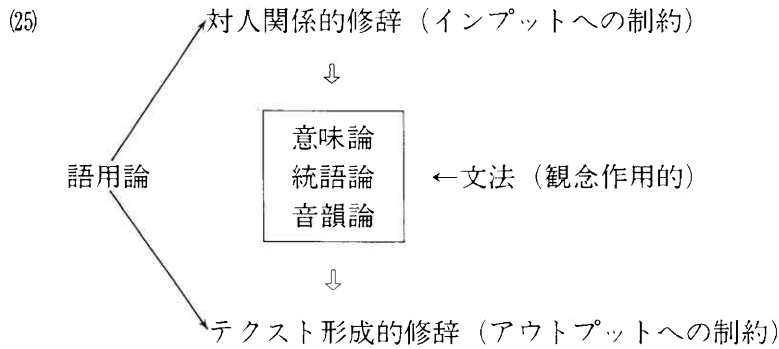 (25) 対人関係的修辞（インプットへの制約）
⇩
意味論
語用論 統語論 ←文法（観念作用的）
音韻論
⇩
テクスト形成的修辞（アウトプットへの制約）